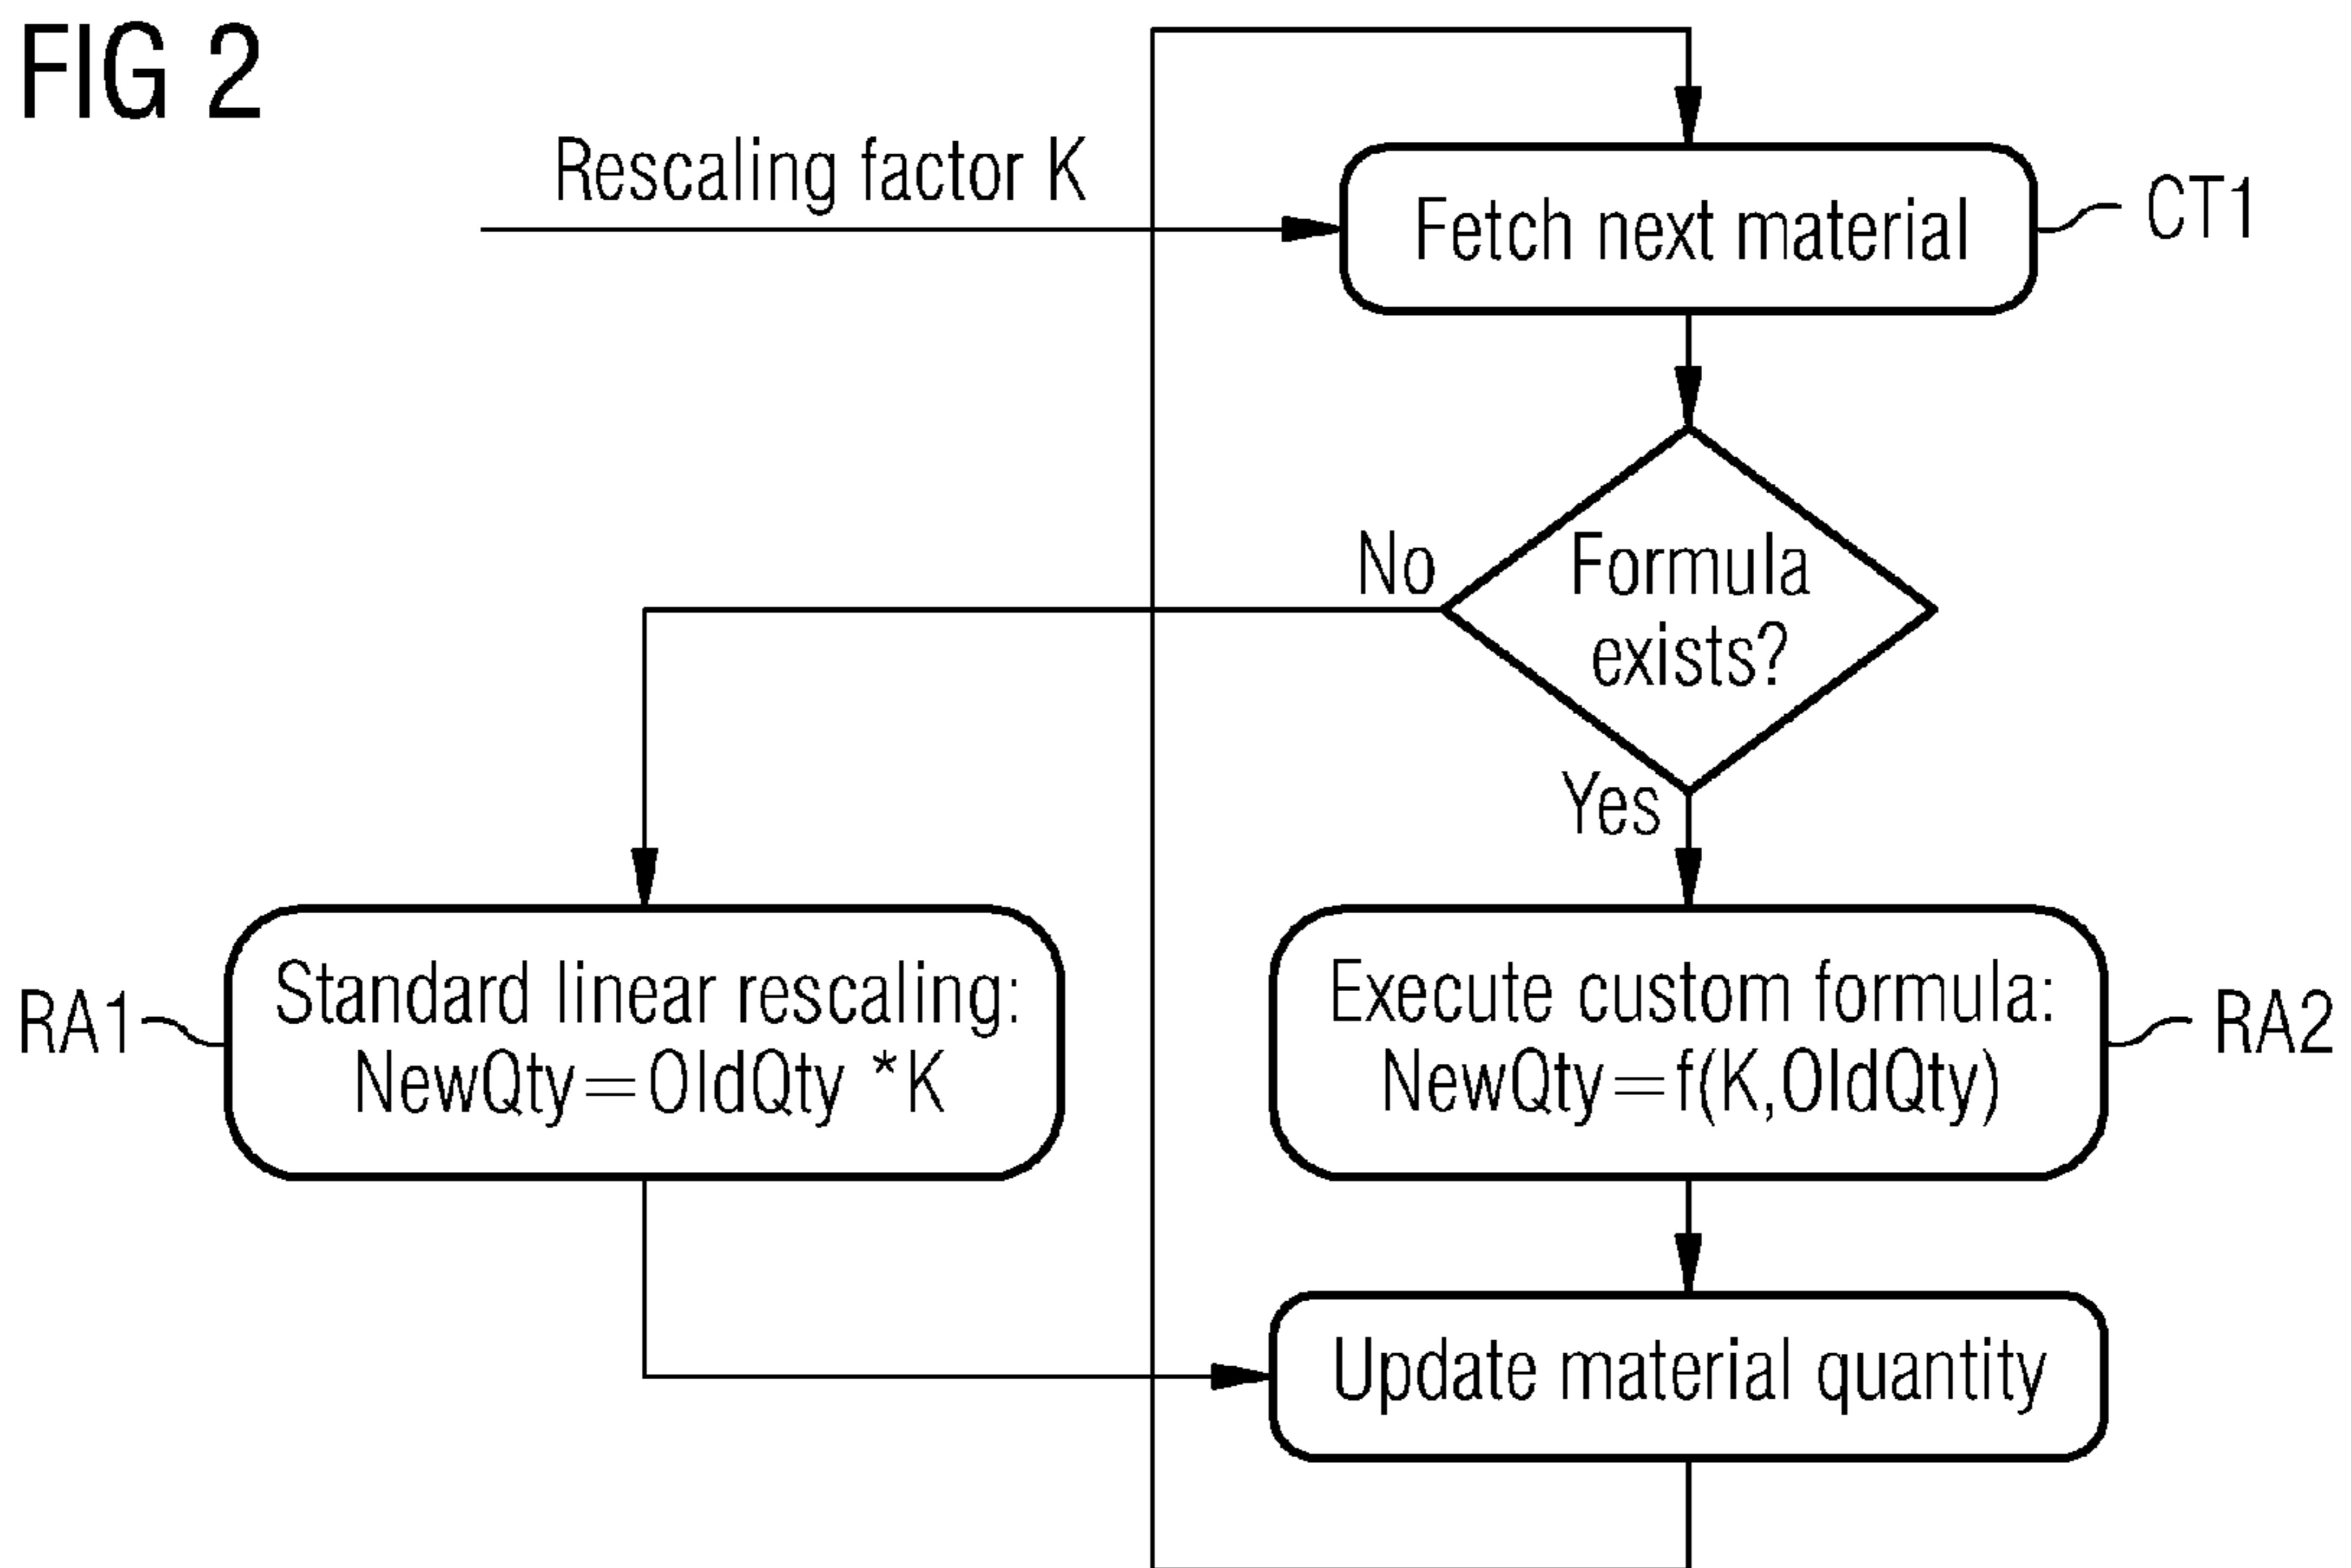 FIG 2
Rescaling factor K
Fetch next material
CT1
No
Formula
exists?
Yes
RA1
Standard linear rescaling:
NewQty=OldQty *K
Execute custom formula:
NewQty=f(K,OldQty)
RA2
Update material quantity